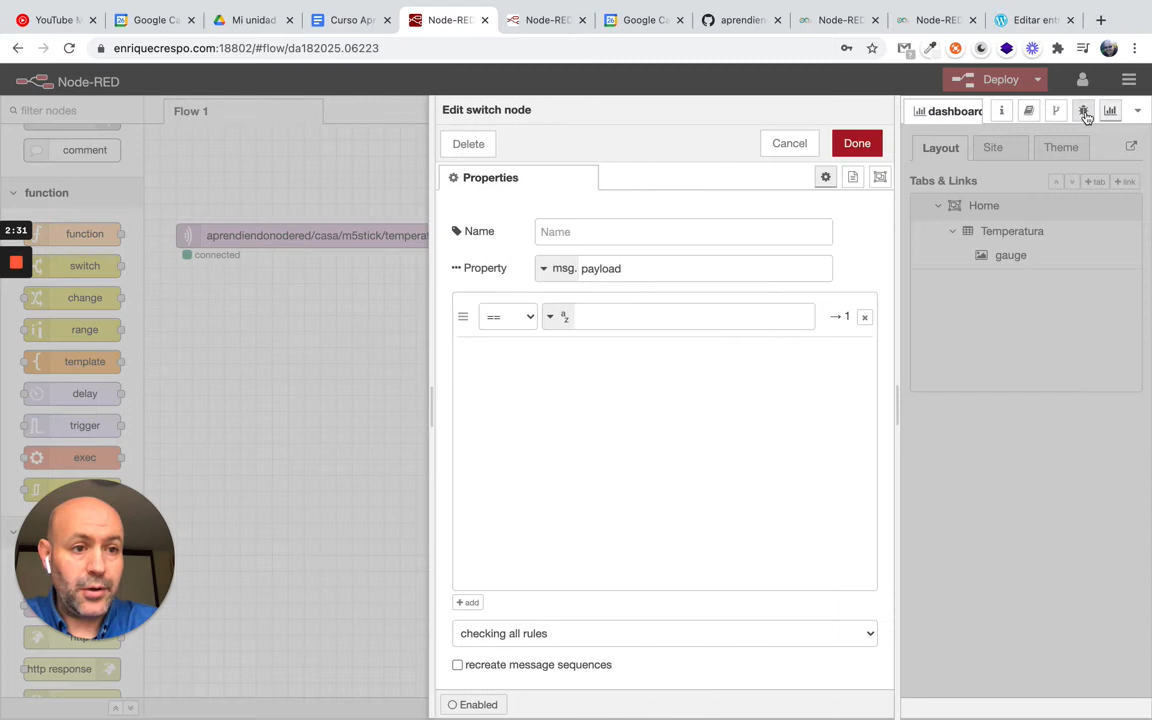 YouTube M
Google Ca
Mi unidad
Curso Apr
Node-RED
Node-RED
Google Ca
aprendien
Node-RED
Node-RED
Editar ent
enriquecrespo.com:18802/#flow/da182025.06223
Node-RED
Deploy
filter nodes
Flow 1
Edit switch node
dashboard
comment
Delete
Cancel
Done
Layout
Site
Theme
Properties
Tabs & Links
tab
link
function
Home
2:31
function
aprendiendonodered/casa/m5stick/temperat
Name
Name
Temperatura
connected
gauge
switch
Property
msg. payload
change
==
→ 1
range
template
delay
trigger
exec
add
checking all rules
http response
recreate message sequences
Enabled